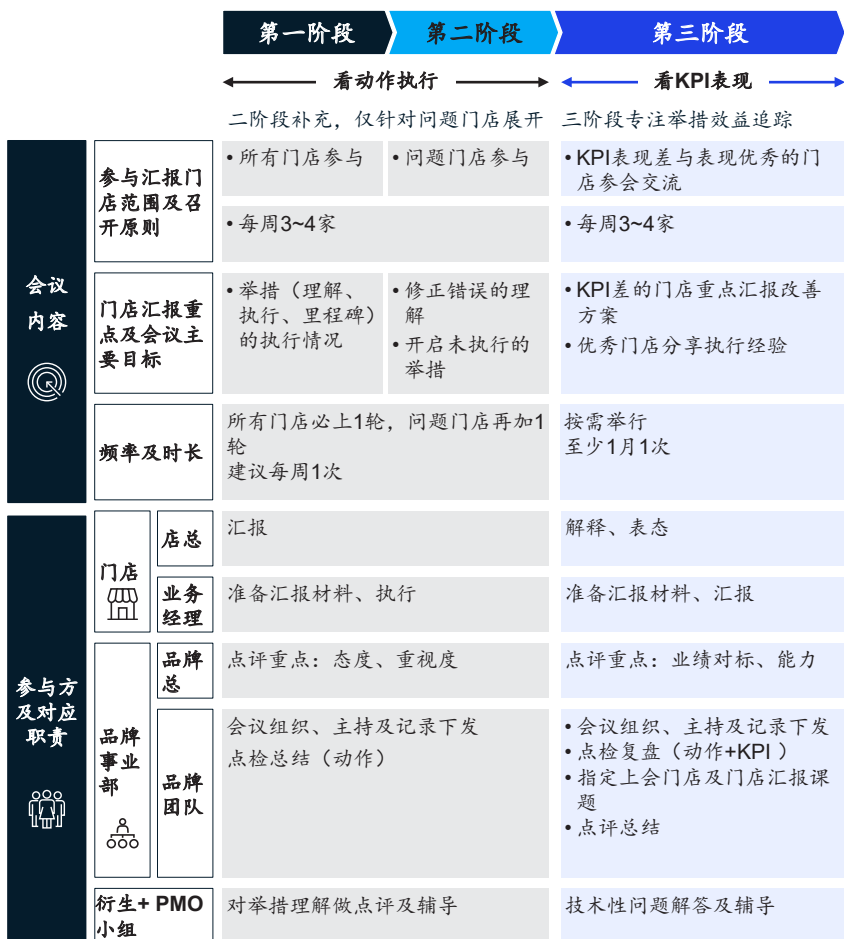 第一阶段
第二阶段
第三阶段
看动作执行
看KPI表现
二阶段补充，仅针对问题门店展开
三阶段专注举措效益追踪
会议
内容
参与汇报门
店范围及召
开原则
• 所有门店参与
• 问题门店参与
• KPI表现差与表现优秀的门
店参会交流
• 每周3~4家
• 每周3~4家
门店汇报重
点及会议主
要目标
• 举措（理解、
执行、里程碑）
的执行情况
• 修正错误的理
解
• 开启未执行的
举措
• KPI差的门店重点汇报改善
方案
• 优秀门店分享执行经验
频率及时长
所有门店必上1轮，问题门店再加1
轮
建议每周1次
按需举行
至少1月1次
参与方
及对应
职责
门店
店总
汇报
解释、表态
业务
经理
准备汇报材料、执行
准备汇报材料、汇报
品牌
事业
部
品牌
总
点评重点：态度、重视度
点评重点：业绩对标、能力
品牌
团队
会议组织、主持及记录下发
点检总结（动作）
• 会议组织、主持及记录下发
• 点检复盘（动作+KPI ）
• 指定上会门店及门店汇报课
题
• 点评总结
衍生+ PMO
小组
对举措理解做点评及辅导
技术性问题解答及辅导